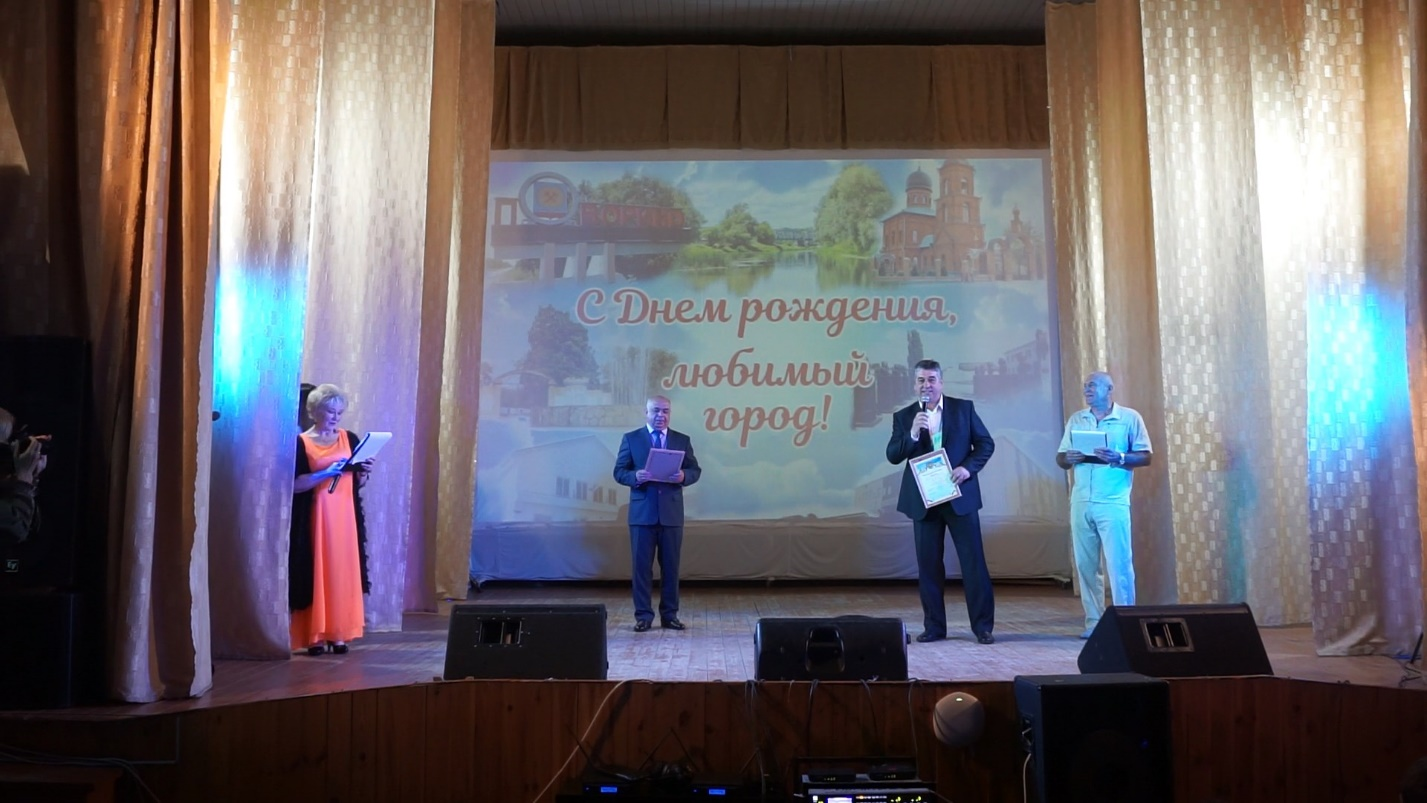 С Днем рождения,
любимый
город!